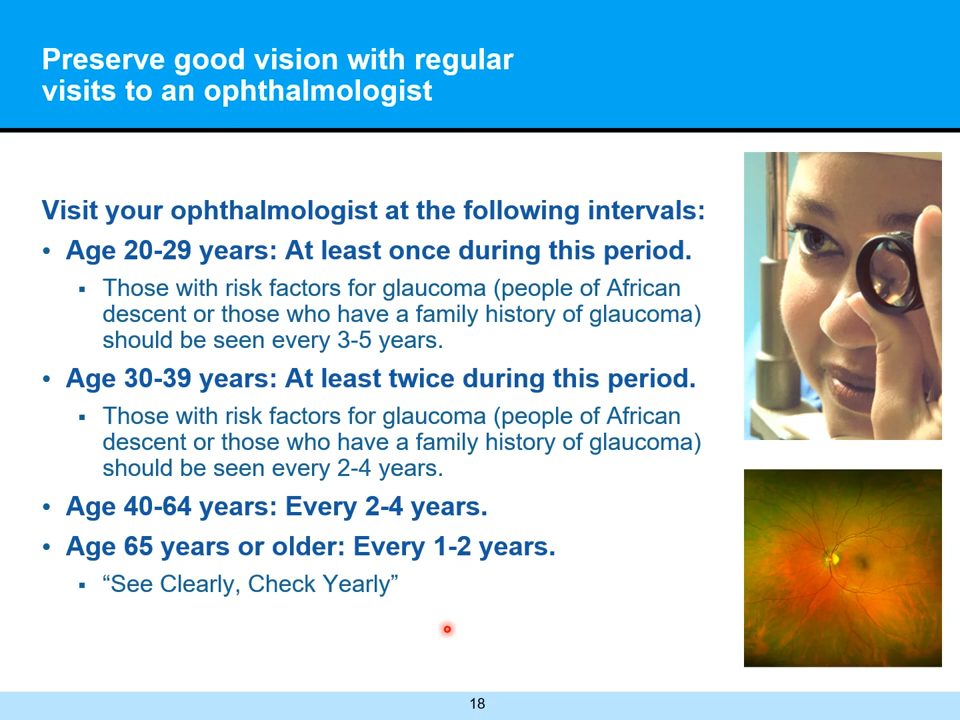 Preserve good vision with regular
visits to an ophthalmologist
Visit your ophthalmologist at the following intervals:
• Age 20-29 years: At least once during this period.
▪ Those with risk factors for glaucoma (people of African
descent or those who have a family history of glaucoma)
should be seen every 3-5 years.
• Age 30-39 years: At least twice during this period.
▪ Those with risk factors for glaucoma (people of African
descent or those who have a family history of glaucoma)
should be seen every 2-4 years.
• Age 40-64 years: Every 2-4 years.
• Age 65 years or older: Every 1-2 years.
▪ “See Clearly, Check Yearly”
18